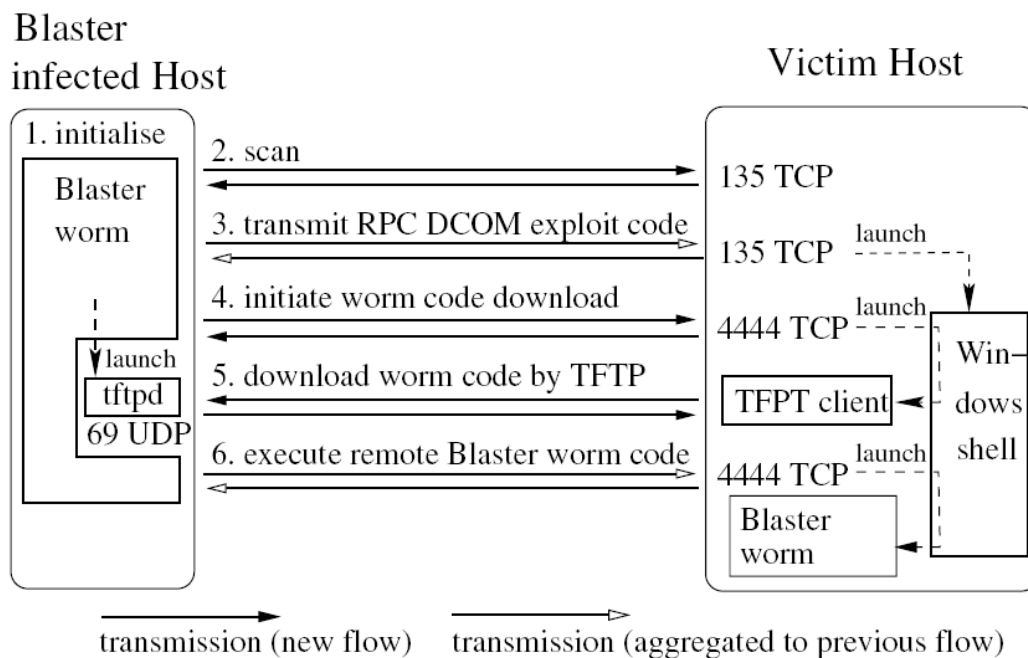 Blaster
infected Host
Victim Host
1. initialise
Blaster
worm
launch
tftpd
69 UDP
2. scan
135 TCP
3. transmit RPC DCOM exploit code
135 TCP
launch
4. initiate worm code download
4444 TCP
launch
5. download worm code by TFTP
TFPT client
6. execute remote Blaster worm code
4444 TCP
launch
Blaster
worm
Win-
dows
shell
transmission (new flow)
transmission (aggregated to previous flow)